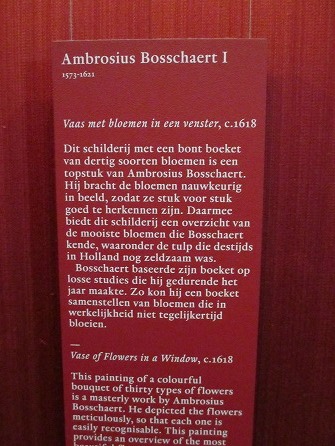 Ambrosius Bosschaert I
1573-1621
Vaas met bloemen in een venster, c.1618
Dit schilderij met een bont boeket
van dertig soorten bloemen is een
topstuk van Ambrosius Bosschaert.
Hij bracht de bloemen nauwkeurig
in beeld, zodat ze stuk voor stuk
goed te herkennen zijn. Daarmee
biedt dit schilderij een overzicht van
de mooiste bloemen die Bosschaert
kende, waaronder de tulp die destijds
in Holland nog zeldzaam was.
Bosschaert baseerde zijn boeket op
losse studies die hij gedurende het
jaar maakte. Zo kon hij een boeket
samenstellen van bloemen die in
werkelijkheid niet tegelijkertijd
bloeien.
—
Vase of Flowers in a Window, c.1618
This painting of a colourful
bouquet of thirty types of flowers
is a masterly work by Ambrosius
Bosschaert. He depicted the flowers
meticulously, so that each one is
easily recognisable. This painting
provides an overview of the most